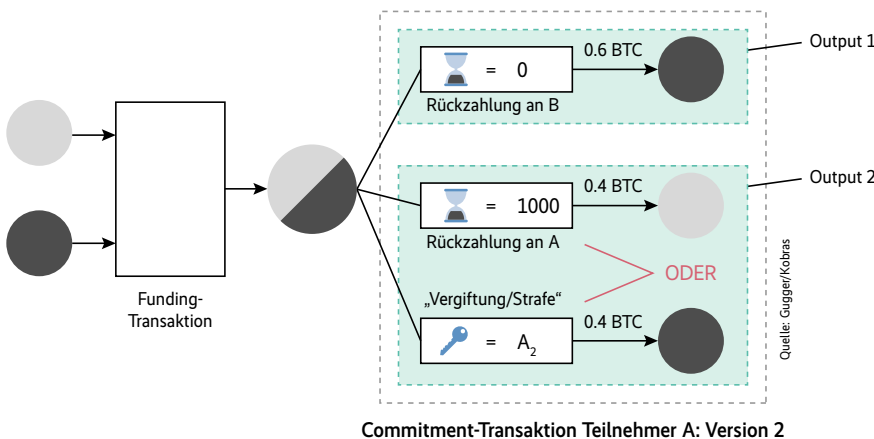 0.6 BTC
Output 1
= 0
Rückzahlung an B
0.4 BTC
Output 2
= 1000
Rückzahlung an A
ODER
Funding-
Transaktion
„Vergiftung/Strafe“
0.4 BTC
= A₂
Quelle: Gugger/Kobras
Commitment-Transaktion Teilnehmer A: Version 2